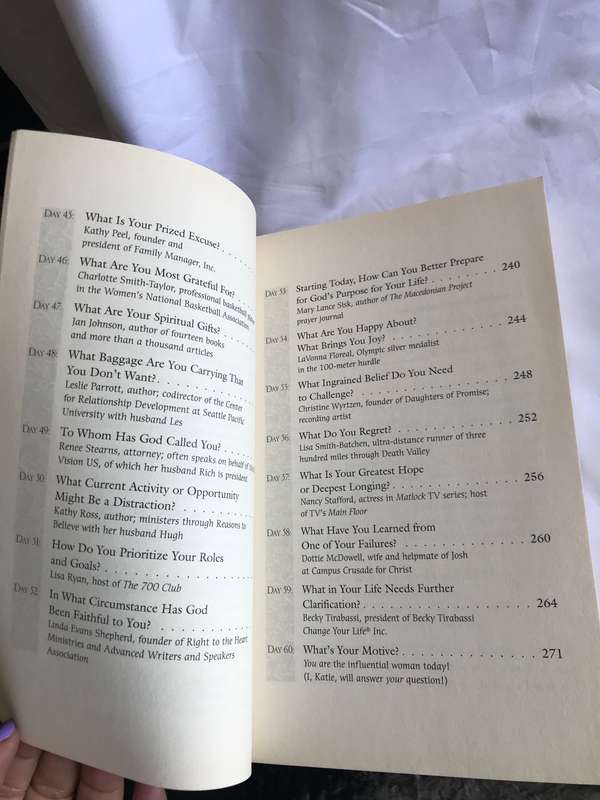 DAY 45: What Is Your Prized Excuse? . . . . .
Kathy Peel, founder and
president of Family Manager, Inc.
DAY 46: What Are You Most Grateful For? . .
Charlotte Smith-Taylor, professional basketball
in the Women's National Basketball Association
DAY 47: What Are Your Spiritual Gifts? . . . . .
Jan Johnson, author of fourteen books
and more than a thousand articles
DAY 48: What Baggage Are You Carrying That
You Don't Want? . . . . . . . . . . . .
Leslie Parrott, author; codirector of the Center
for Relationship Development at Seattle Pacific
University with husband Les
DAY 49: To Whom Has God Called You? . . . . .
Renee Stearns, attorney; often speaks on behalf of
Vision US, of which her husband Rich is president
DAY 50: What Current Activity or Opportunity
Might Be a Distraction? . . . . . . . . .
Kathy Ross, author; ministers through Reasons to
Believe with her husband Hugh
DAY 51: How Do You Prioritize Your Roles
and Goals? . . . . . . . . . . . . . . .
Lisa Ryan, host of The 700 Club
DAY 52: In What Circumstance Has God
Been Faithful to You? . . . . . . . . . .
Linda Evans Shepherd, founder of Right to the Heart
Ministries and Advanced Writers and Speakers
Association
DAY 53: Starting Today, How Can You Better Prepare
for God's Purpose for Your Life? . . . . . . . . 240
Mary Lance Sisk, author of The Macedonian Project
prayer journal
DAY 54: What Are You Happy About?
What Brings You Joy? . . . . . . . . . . . . . . 244
LaVonna Floreal, Olympic silver medalist
in the 100-meter hurdle
DAY 55: What Ingrained Belief Do You Need
to Challenge? . . . . . . . . . . . . . . . . . 248
Christine Wyrtzen, founder of Daughters of Promise;
recording artist
DAY 56: What Do You Regret? . . . . . . . . . . . . . . 252
Lisa Smith-Batchen, ultra-distance runner of three
hundred miles through Death Valley
DAY 57: What Is Your Greatest Hope
or Deepest Longing? . . . . . . . . . . . . . . 256
Nancy Stafford, actress in Matlock TV series; host
of TV's Main Floor
DAY 58: What Have You Learned from
One of Your Failures? . . . . . . . . . . . . . 260
Dottie McDowell, wife and helpmate of Josh
at Campus Crusade for Christ
DAY 59: What in Your Life Needs Further
Clarification? . . . . . . . . . . . . . . . . . 264
Becky Tirabassi, president of Becky Tirabassi
Change Your Life® Inc.
DAY 60: What's Your Motive? . . . . . . . . . . . . . . 271
You are the influential woman today!
(I, Katie, will answer your question!)